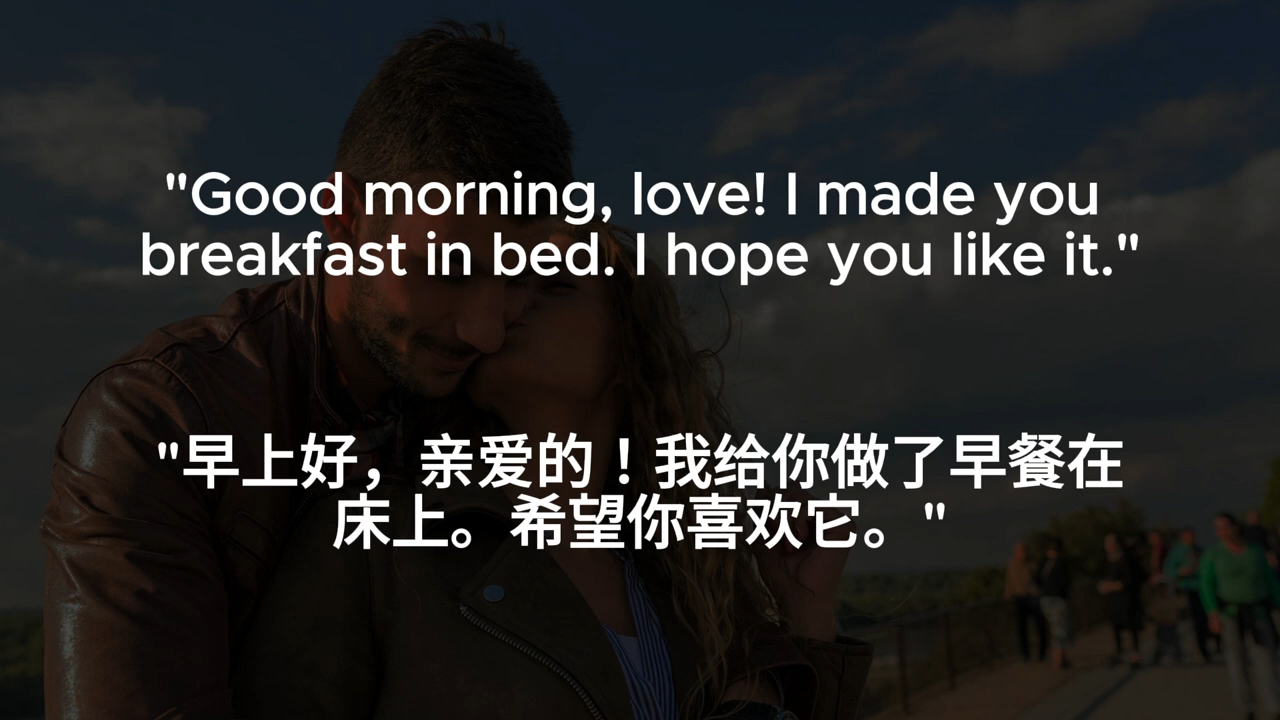 "Good morning, love! I made you
breakfast in bed. I hope you like it."
"早上好，亲爱的！我给你做了早餐在
床上。希望你喜欢它。"